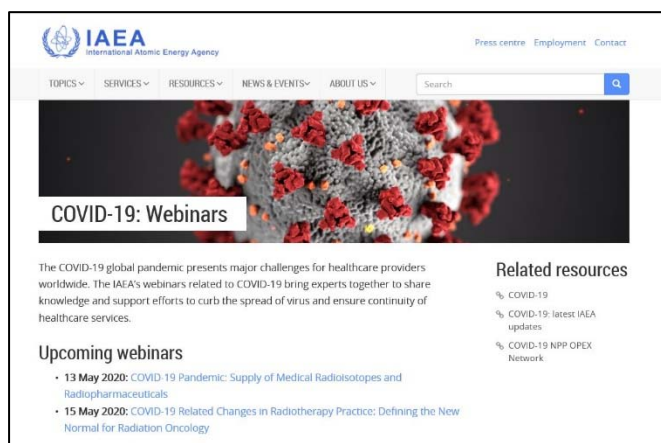 IAEA
International Atomic Energy Agency
Press centre Employment Contact
TOPICS SERVICES RESOURCES NEWS & EVENTS ABOUT US Search
COVID-19: Webinars
The COVID-19 global pandemic presents major challenges for healthcare providers
worldwide. The IAEA's webinars related to COVID-19 bring experts together to share
knowledge and support efforts to curb the spread of virus and ensure continuity of
healthcare services.
Related resources
COVID-19
COVID-19: latest IAEA
updates
COVID-19 NPP OPEX
Network
Upcoming webinars
• 13 May 2020: COVID-19 Pandemic: Supply of Medical Radioisotopes and
Radiopharmaceuticals
• 15 May 2020: COVID-19 Related Changes in Radiotherapy Practice: Defining the New
Normal for Radiation Oncology